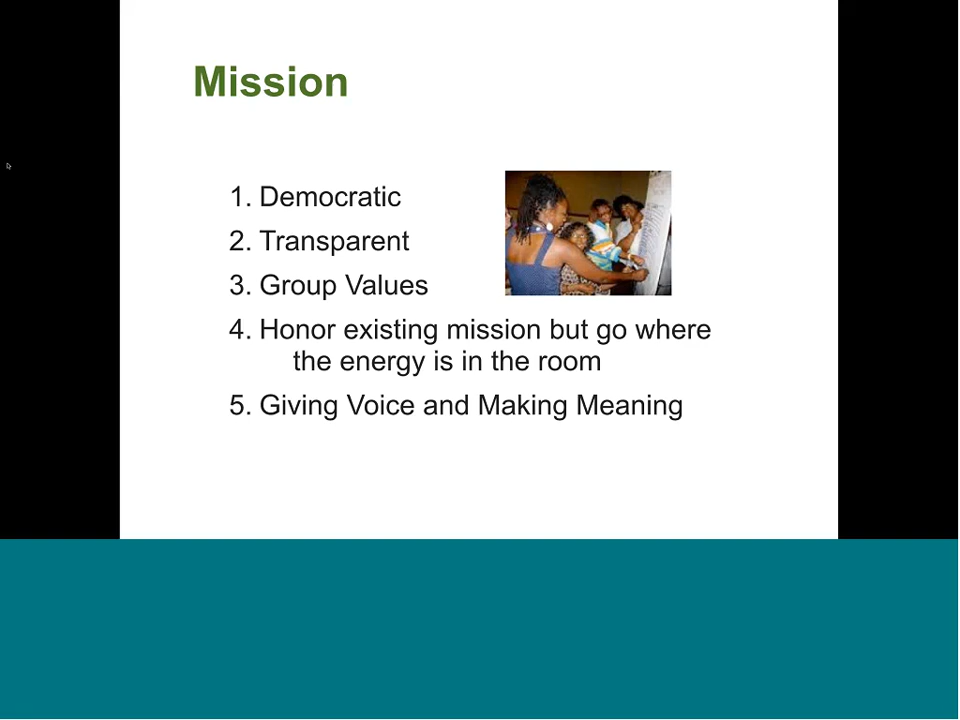 Mission
1. Democratic
2. Transparent
3. Group Values
4. Honor existing mission but go where
the energy is in the room
5. Giving Voice and Making Meaning